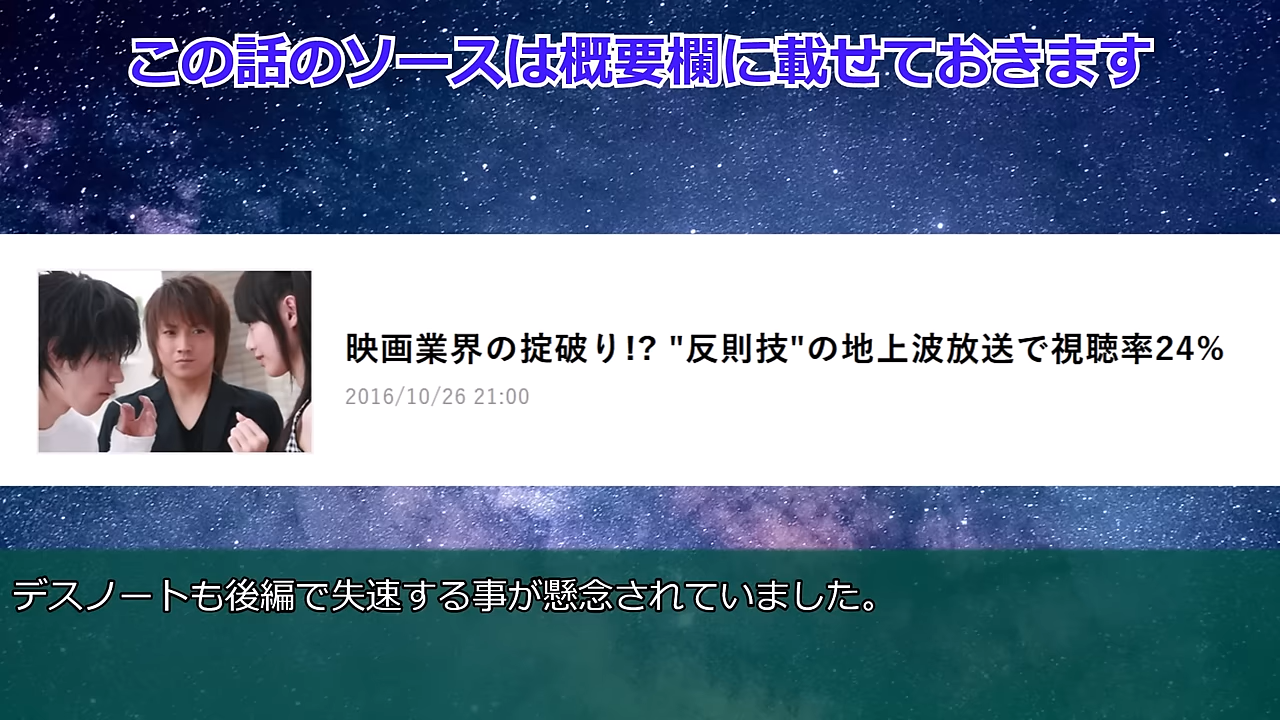 この話のソースは概要欄に載せておきます
映画業界の掟破り!? "反則技"の地上波放送で視聴率24%
2016/10/26 21:00
デスノートも後編で失速する事が懸念されていました。